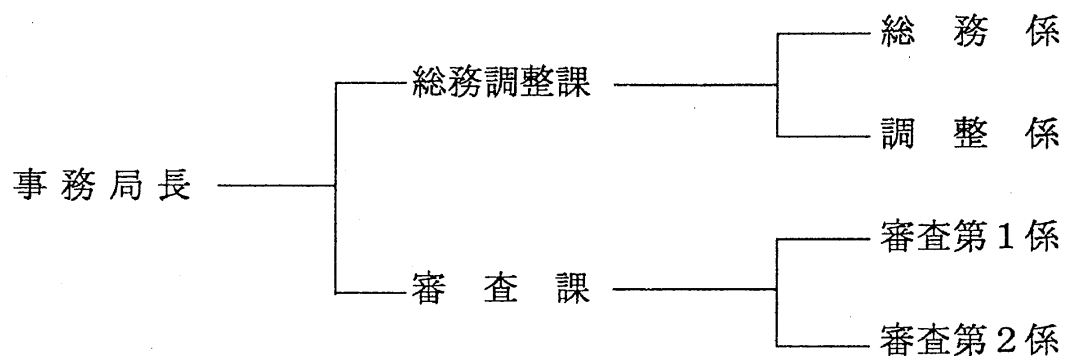 総務係
総務調整課
調整係
事務局長
審査第1係
審査課
審査第2係